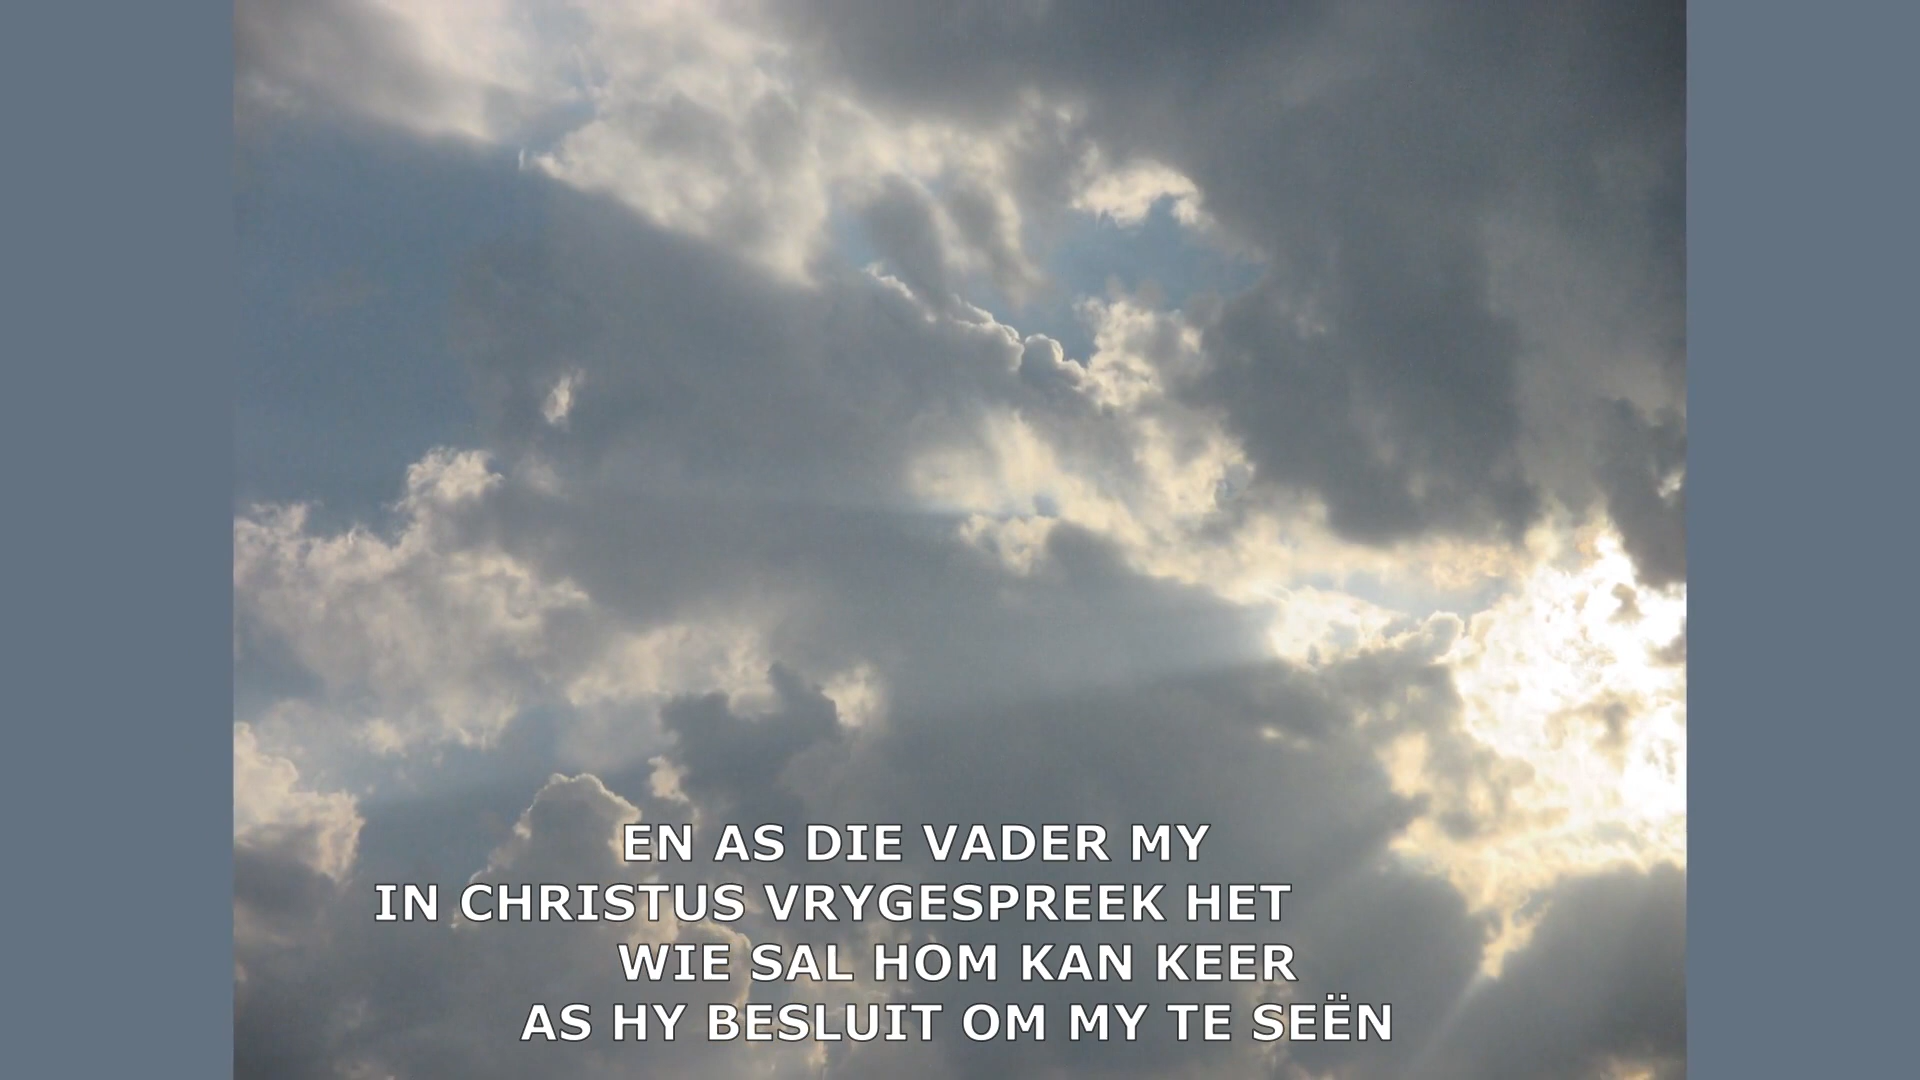 EN AS DIE VADER MY
IN CHRISTUS VRYGESPREEK HET
WIE SAL HOM KAN KEER
AS HY BESLUIT OM MY TE SEËN